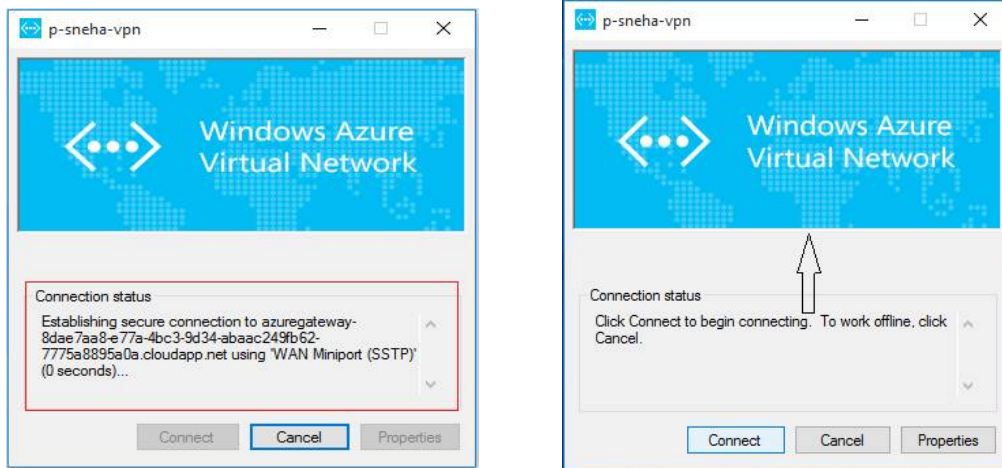 p-sneha-vpn
Windows Azure
Virtual Network
Connection status
Establishing secure connection to azuregateway-
8dae7aa8-e77a-4bc3-9d34-abaac249fb62-
7775a8895a0a.cloudapp.net using 'WAN Miniport (SSTP)'
(0 seconds)...
Connect
Cancel
Properties
p-sneha-vpn
Windows Azure
Virtual Network
Connection status
Click Connect to begin connecting. To work offline, click
Cancel.
Connect
Cancel
Properties